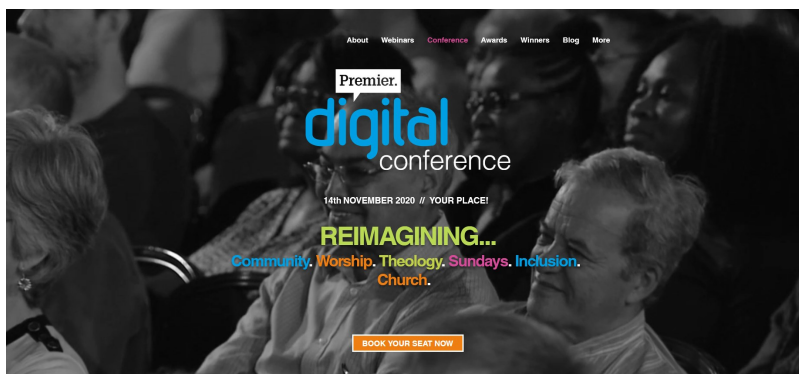 About Webinars Conference Awards Winners Blog More
Premier.
digital
conference
14th NOVEMBER 2020 // YOUR PLACE!
REIMAGINING...
Community. Worship. Theology. Sundays. Inclusion.
Church.
BOOK YOUR SEAT NOW